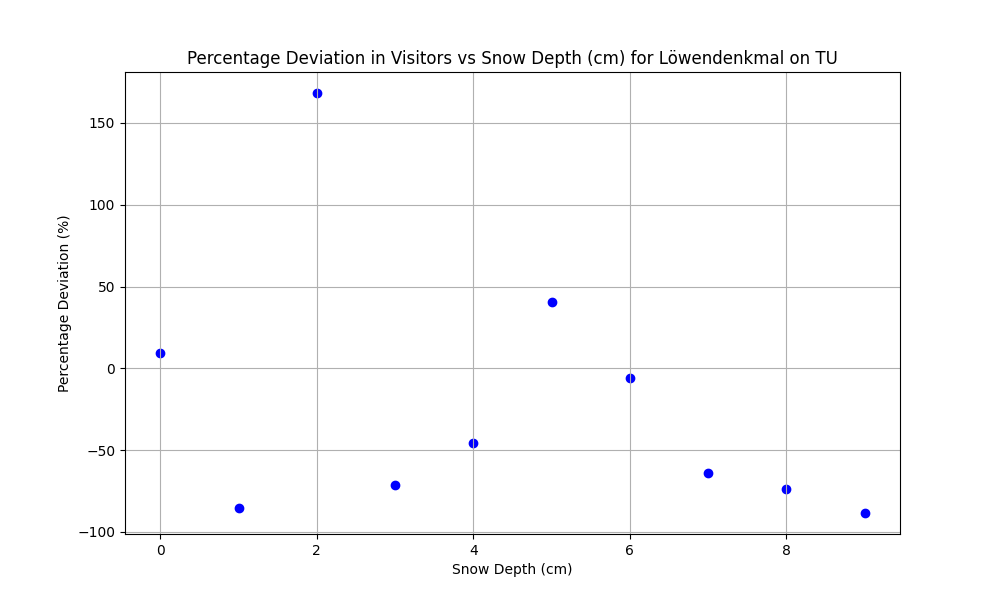 Percentage Deviation in Visitors vs Snow Depth (cm) for Löwendenkmal on TU
150
100
50
0
−50
−100
Percentage Deviation (%)
0 2 4 6 8
Snow Depth (cm)